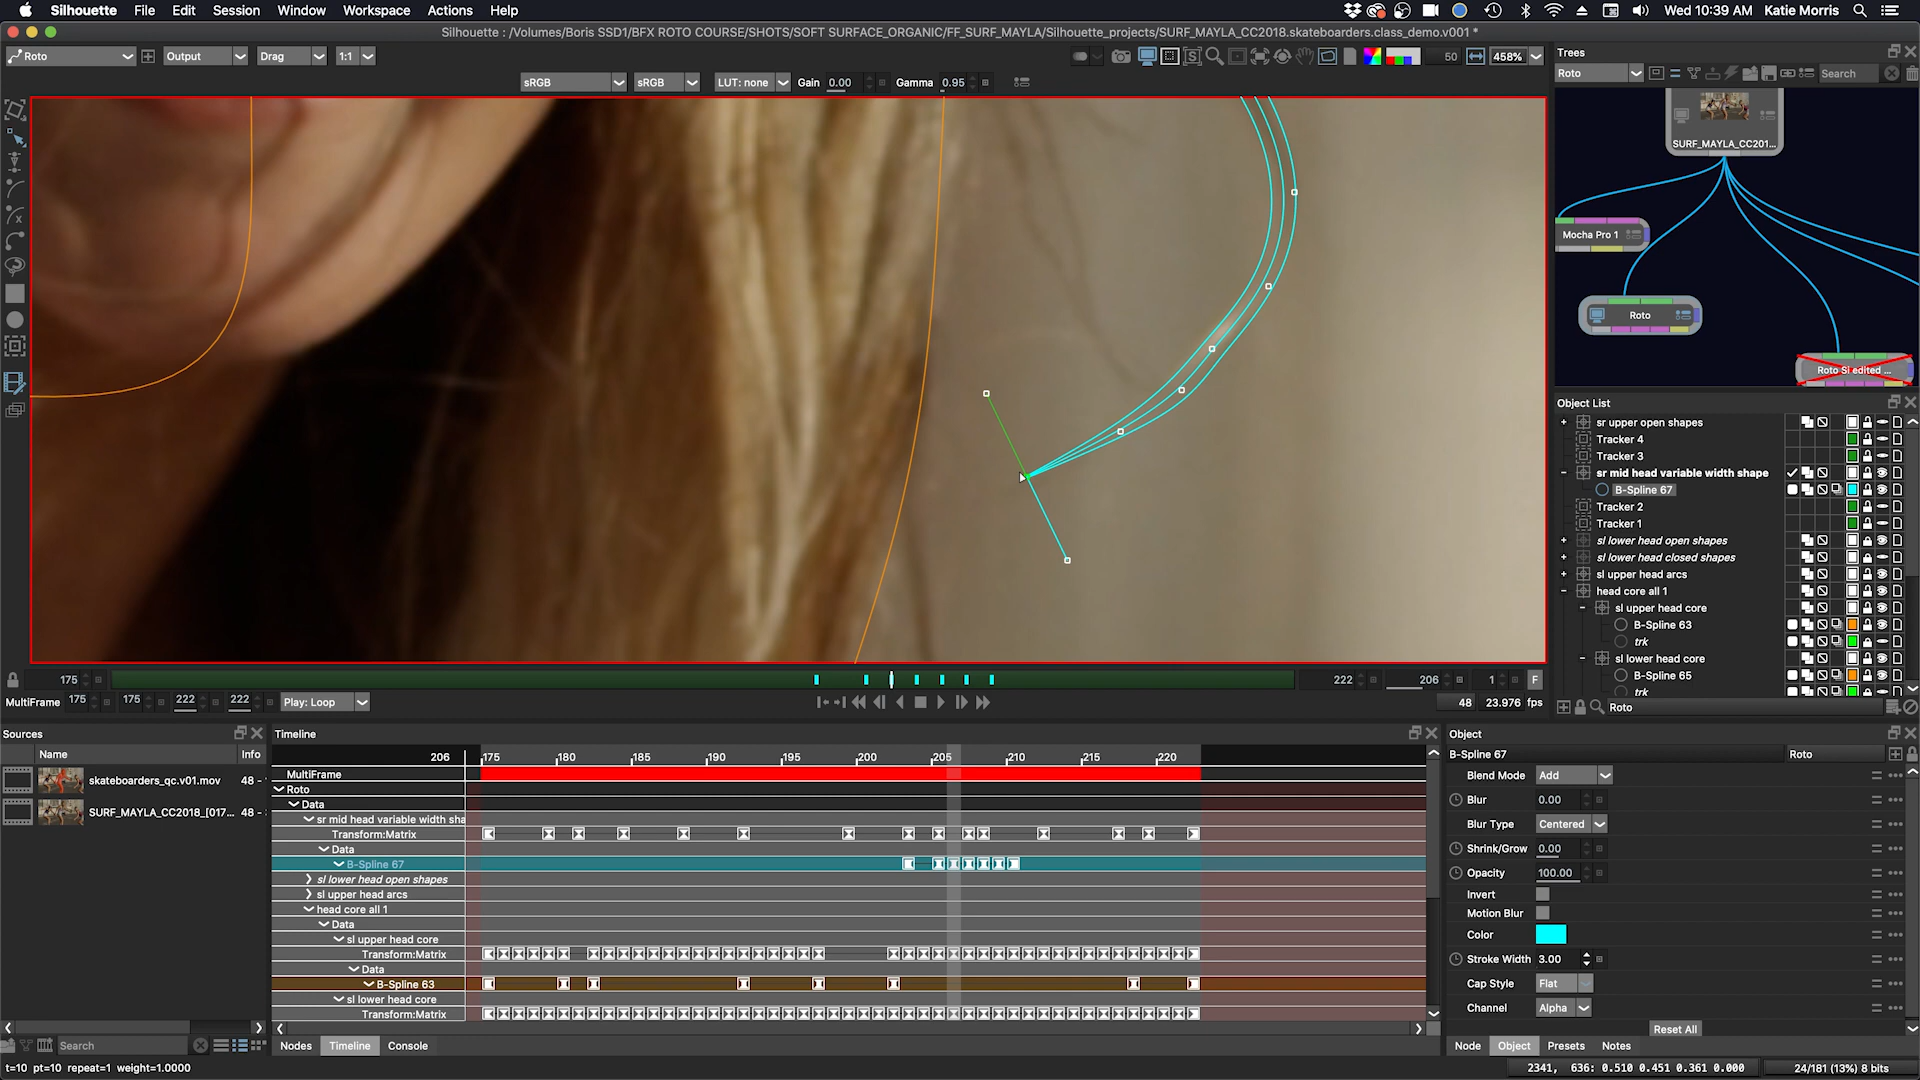 Silhouette File Edit Session Window Workspace Actions Help
Wed 10:39 AM Katie Morris
Silhouette : /Volumes/Boris SSD1/BFX ROTO COURSE/SHOTS/SOFT SURFACE_ORGANIC/FF_SURF_MAYLA/Silhouette_projects/SURF_MAYLA_CC2018.skateboarders.class_demo.v001 *
Roto Output Drag 1:1 50 458%
sRGB sRGB LUT: none Gain 0.00 Gamma 0.95
Trees
Roto Search
SURF_MAYLA_CC201...
Mocha Pro 1
Roto
Roto Sl edited ...
Object List
sr upper open shapes
Tracker 4
Tracker 3
sr mid head variable width shape
B-Spline 67
Tracker 2
Tracker 1
sl lower head open shapes
sl lower head closed shapes
sl upper head arcs
head core all 1
sl upper head core
B-Spline 63
trk
sl lower head core
B-Spline 65
trk
Roto
175 222 206 1 F
MultiFrame 175 175 222 222 Play: Loop 48 23.976 fps
Sources
Name Info
skateboarders_qc.v01.mov 48 -
SURF_MAYLA_CC2018_[017... 48 -
Search
Timeline
206 175 180 185 190 195 200 205 210 215 220
MultiFrame
Roto
Data
sr mid head variable width sha
Transform:Matrix
Data
B-Spline 67
sl lower head open shapes
sl upper head arcs
head core all 1
Data
sl upper head core
Transform:Matrix
Data
B-Spline 63
sl lower head core
Transform:Matrix
Nodes Timeline Console
Object
B-Spline 67 Roto
Blend Mode Add
Blur 0.00
Blur Type Centered
Shrink/Grow 0.00
Opacity 100.00
Invert
Motion Blur
Color
Stroke Width 3.00
Cap Style Flat
Channel Alpha
Reset All
Node Object Presets Notes
t=10 pt=10 repeat=1 weight=1.0000
2341, 636: 0.510 0.451 0.361 0.000 24/181 (13%) 8 bits